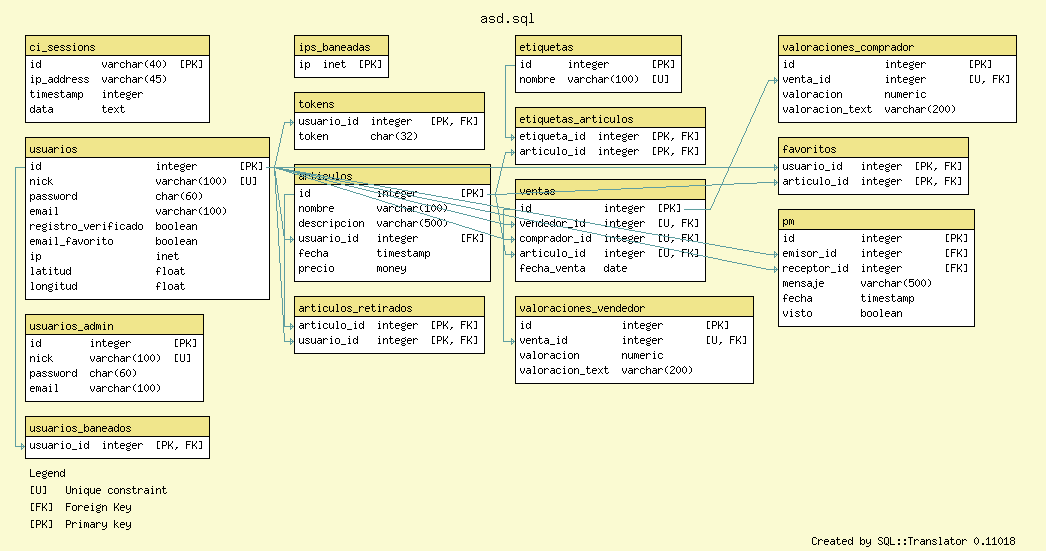 asd.sql
ci_sessions
id varchar(40) [PK]
ip_address varchar(45)
timestamp integer
data text
usuarios
id integer [PK]
nick varchar(100) [U]
password char(60)
email varchar(100)
registro_verificado boolean
email_favorito boolean
ip inet
latitud float
longitud float
usuarios_admin
id integer [PK]
nick varchar(100) [U]
password char(60)
email varchar(100)
usuarios_baneados
usuario_id integer [PK, FK]
ips_baneadas
ip inet [PK]
tokens
usuario_id integer [PK, FK]
token char(32)
articulos
id integer [PK]
nombre varchar(100)
descripcion varchar(500)
usuario_id integer [FK]
fecha timestamp
precio money
articulos_retirados
articulo_id integer [PK, FK]
usuario_id integer [PK, FK]
etiquetas
id integer [PK]
nombre varchar(100) [U]
etiquetas_articulos
etiqueta_id integer [PK, FK]
articulo_id integer [PK, FK]
ventas
id integer [PK]
vendedor_id integer [U, FK]
comprador_id integer [U, FK]
articulo_id integer [U, FK]
fecha_venta date
valoraciones_vendedor
id integer [PK]
venta_id integer [U, FK]
valoracion numeric
valoracion_text varchar(200)
valoraciones_comprador
id integer [PK]
venta_id integer [U, FK]
valoracion numeric
valoracion_text varchar(200)
favoritos
usuario_id integer [PK, FK]
articulo_id integer [PK, FK]
pm
id integer [PK]
emisor_id integer [FK]
receptor_id integer [FK]
mensaje varchar(500)
fecha timestamp
visto boolean
Legend
[U] Unique constraint
[FK] Foreign Key
[PK] Primary key
Created by SQL::Translator 0.11018